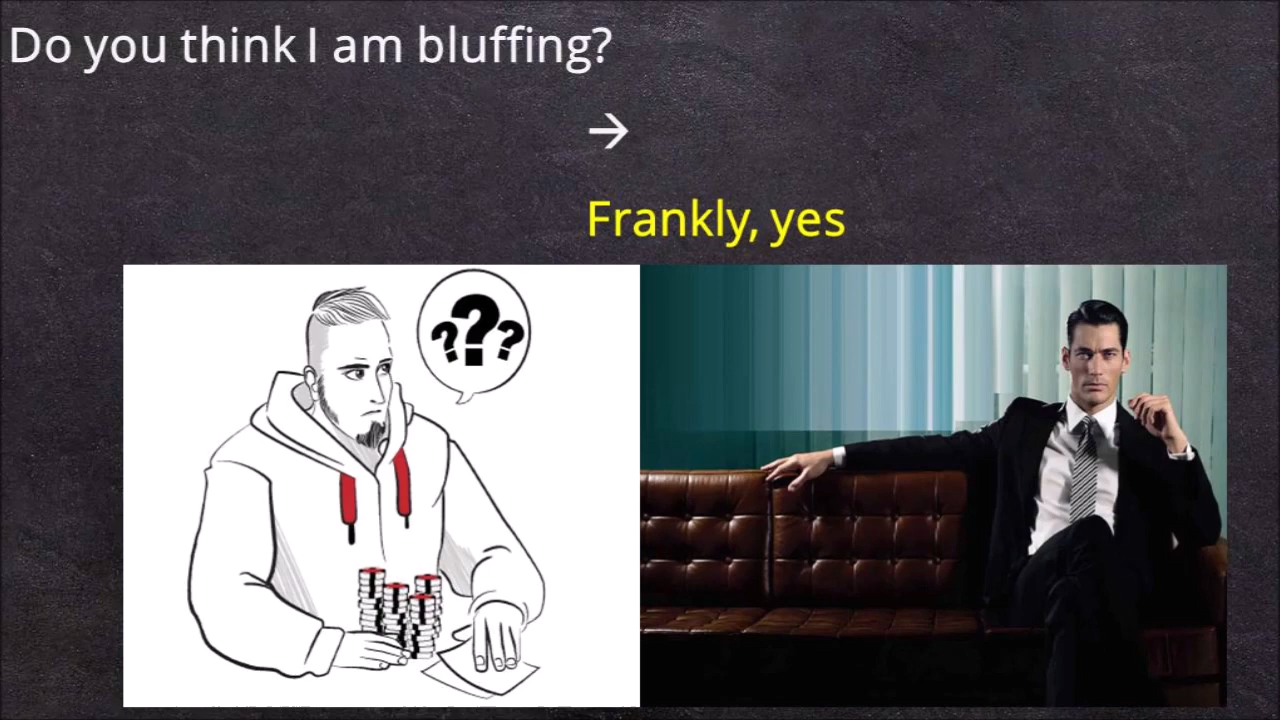 Do you think I am bluffing?
→
Frankly, yes
???